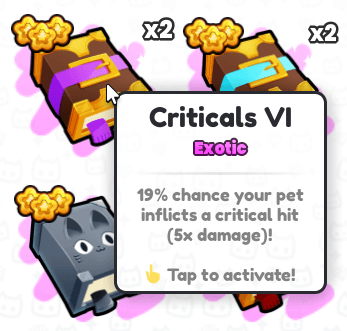 x2
x2
Criticals VI
Exotic
19% chance your pet
inflicts a critical hit
(5x damage)!
Tap to activate!